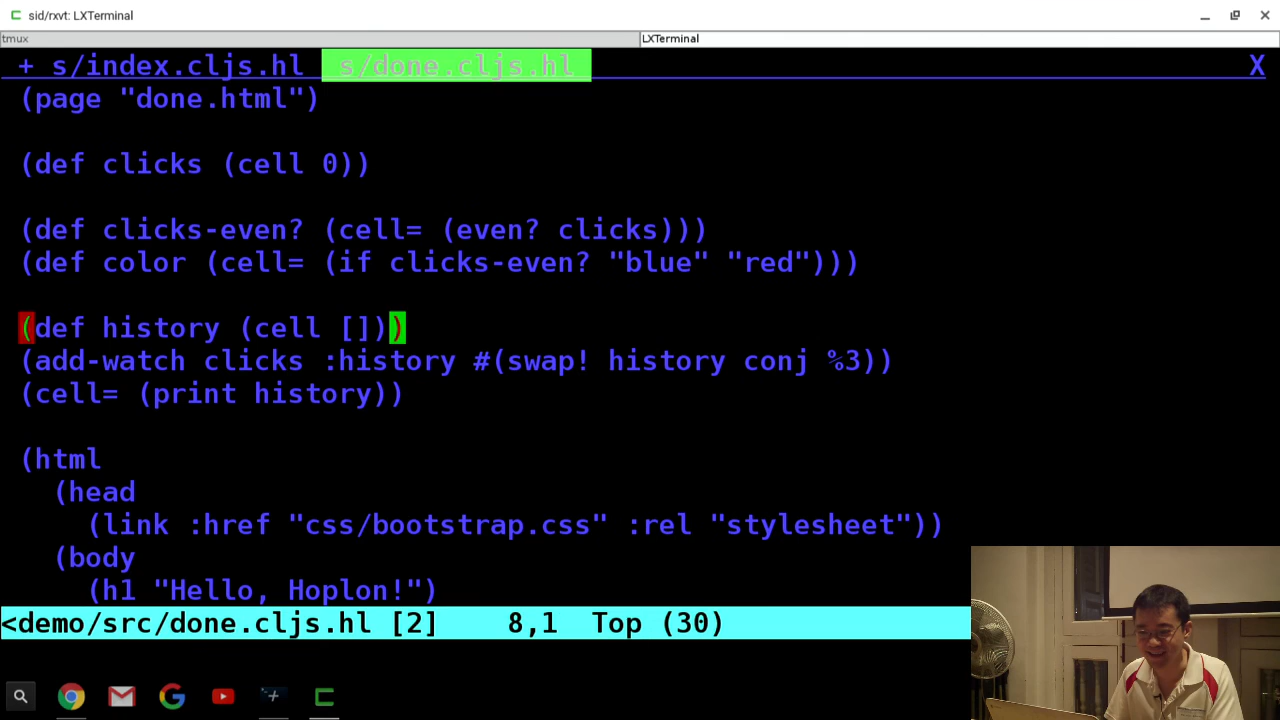 sid/rxvt: LXTerminal
tmux LXTerminal
+ s/index.cljs.hl s/done.cljs.hl X
(page "done.html")
(def clicks (cell 0))
(def clicks-even? (cell= (even? clicks)))
(def color (cell= (if clicks-even? "blue" "red")))
(def history (cell []))
(add-watch clicks :history #(swap! history conj %3))
(cell= (print history))
(html
(head
(link :href "css/bootstrap.css" :rel "stylesheet"))
(body
(h1 "Hello, Hoplon!")
<demo/src/done.cljs.hl [2] 8,1 Top (30)